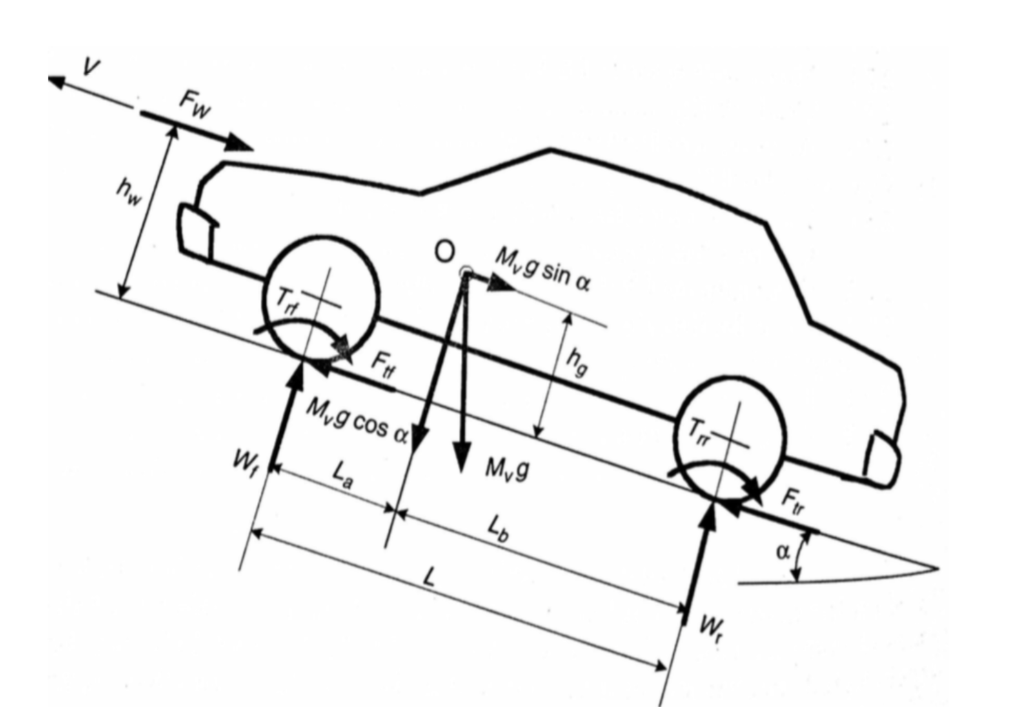 V
F_W
h_w
O
M_v g sin α
T_rf
F_tf
h_g
M_v g cos α
T_rr
W_f
L_a
M_v g
F_tr
L_b
α
L
W_r